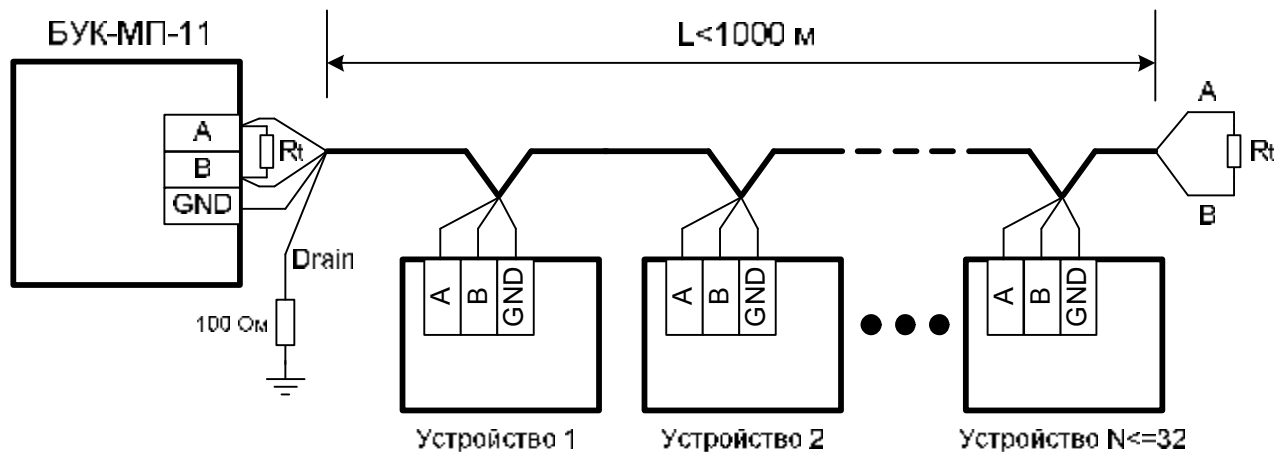 БУК-МП-11
L<1000 м
A
B
GND
Rt
Drain
100 Ом
A
B
GND
Устройство 1
A
B
GND
Устройство 2
A
B
GND
Устройство N<=32
A
Rt
B